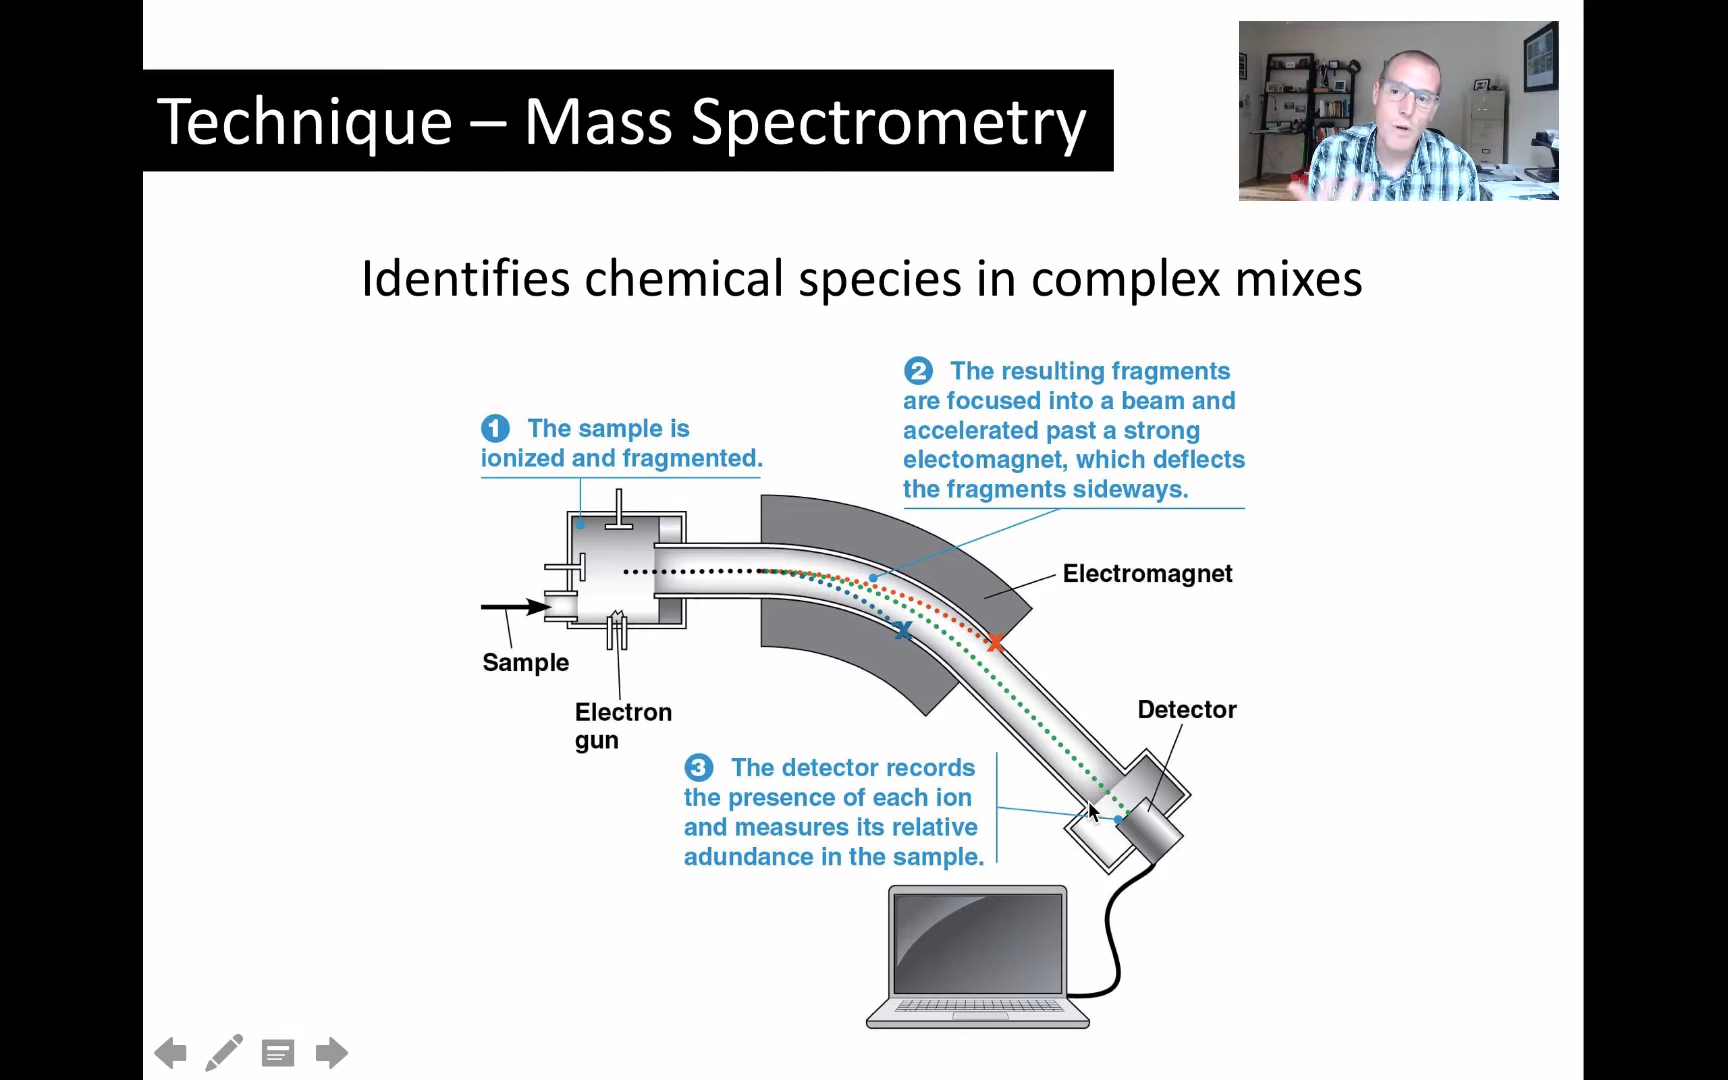 Technique – Mass Spectrometry
Identifies chemical species in complex mixes
1 The sample is
ionized and fragmented.
2 The resulting fragments
are focused into a beam and
accelerated past a strong
electomagnet, which deflects
the fragments sideways.
Electromagnet
Sample
Electron
gun
Detector
3 The detector records
the presence of each ion
and measures its relative
adundance in the sample.